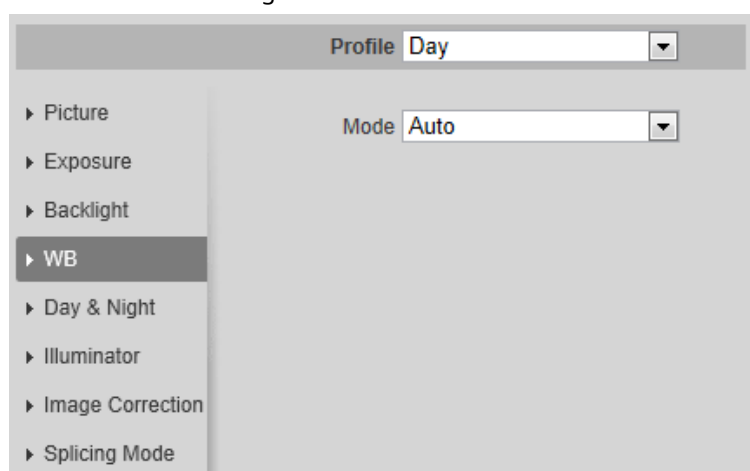 Profile Day
Picture
Mode Auto
Exposure
Backlight
WB
Day & Night
Illuminator
Image Correction
Splicing Mode